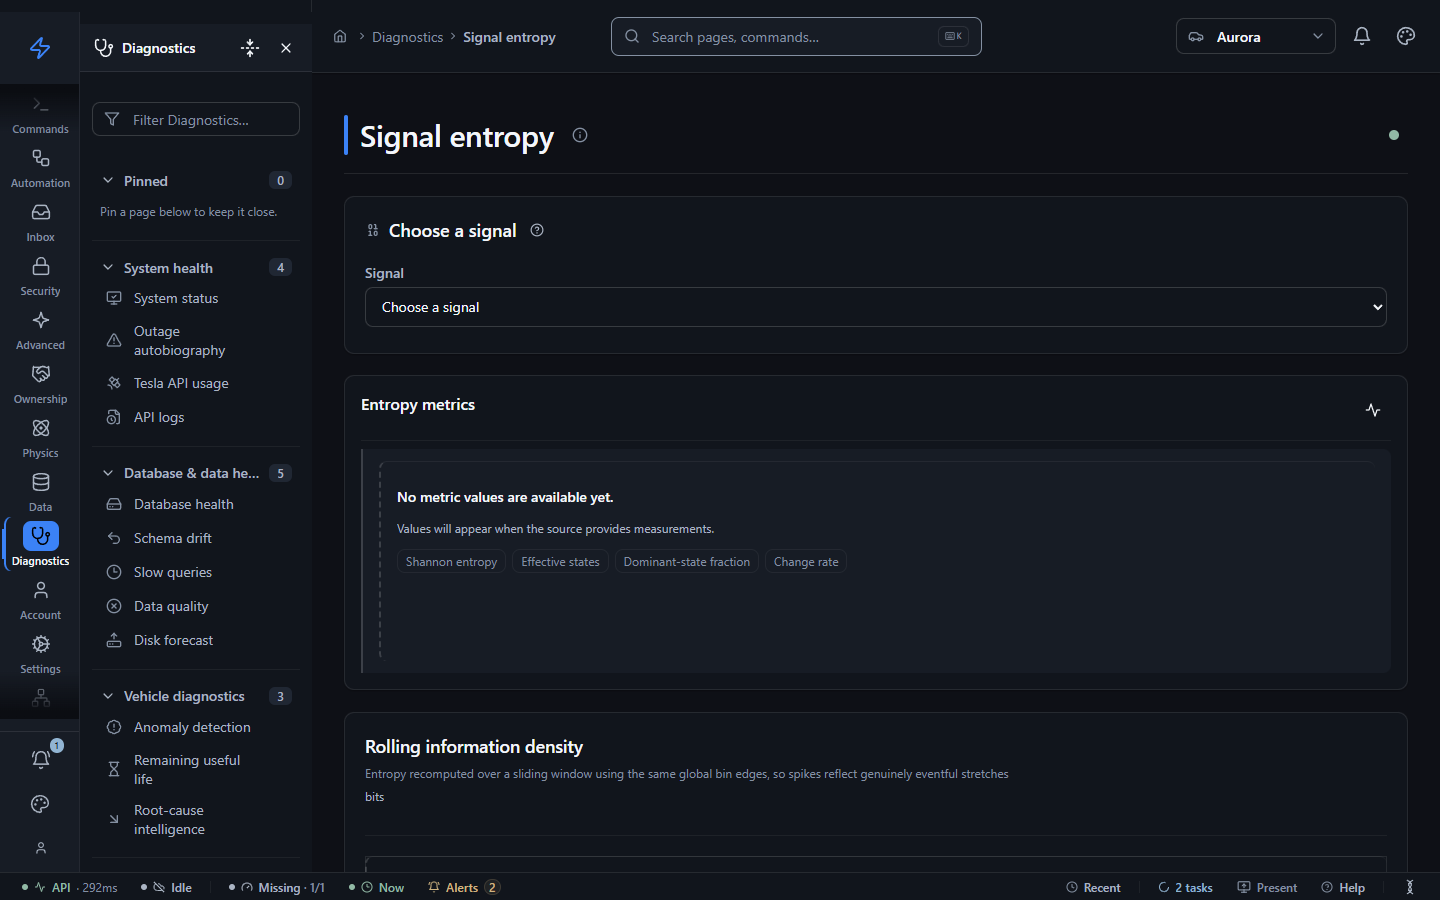 Commands
Automation
Inbox
Security
Advanced
Ownership
Physics
Data
Diagnostics
Account
Settings
1
Diagnostics
Filter Diagnostics...
Pinned 0
Pin a page below to keep it close.
System health 4
System status
Outage
autobiography
Tesla API usage
API logs
Database & data he... 5
Database health
Schema drift
Slow queries
Data quality
Disk forecast
Vehicle diagnostics 3
Anomaly detection
Remaining useful
life
Root-cause
intelligence
Diagnostics Signal entropy
Search pages, commands... K
Aurora
Signal entropy
Choose a signal
Signal
Choose a signal
Entropy metrics
No metric values are available yet.
Values will appear when the source provides measurements.
Shannon entropy Effective states Dominant-state fraction Change rate
Rolling information density
Entropy recomputed over a sliding window using the same global bin edges, so spikes reflect genuinely eventful stretches
bits
API · 292ms Idle Missing · 1/1 Now Alerts 2 Recent 2 tasks Present Help